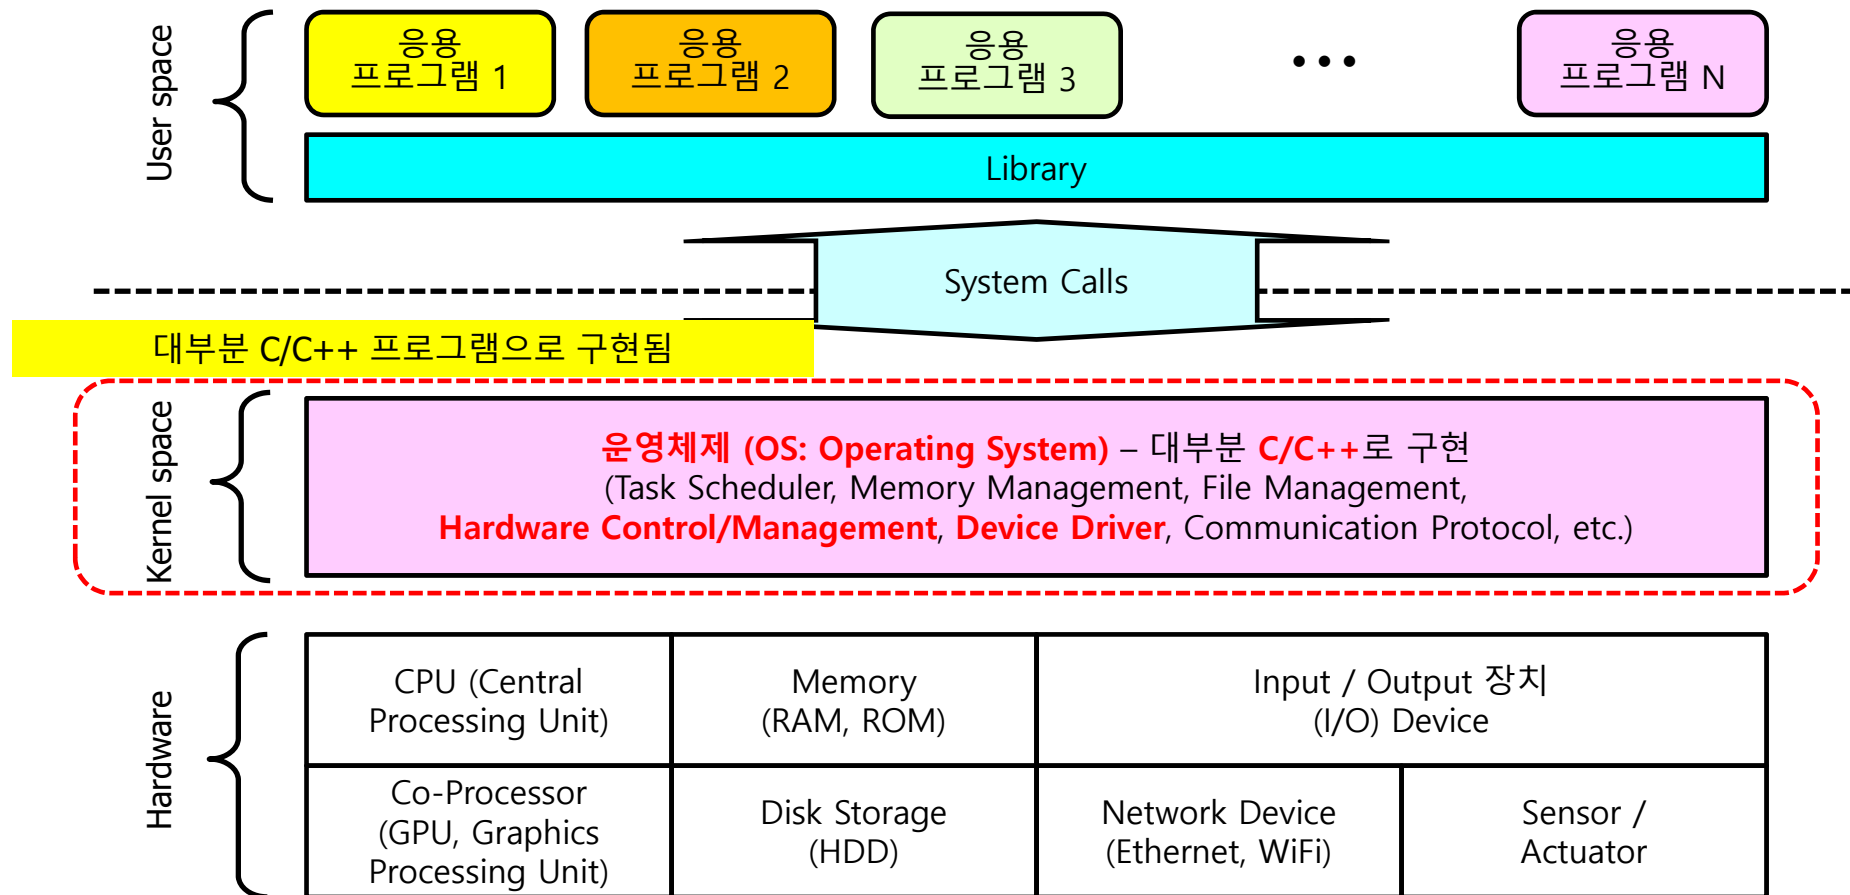 User space
응용
프로그램 1
응용
프로그램 2
응용
프로그램 3
•••
응용
프로그램 N
Library
System Calls
대부분 C/C++ 프로그램으로 구현됨
Kernel space
운영체제 (OS: Operating System) – 대부분 C/C++로 구현
(Task Scheduler, Memory Management, File Management,
Hardware Control/Management, Device Driver, Communication Protocol, etc.)
Hardware
CPU (Central
Processing Unit)
Memory
(RAM, ROM)
Input / Output 장치
(I/O) Device
Co-Processor
(GPU, Graphics
Processing Unit)
Disk Storage
(HDD)
Network Device
(Ethernet, WiFi)
Sensor /
Actuator